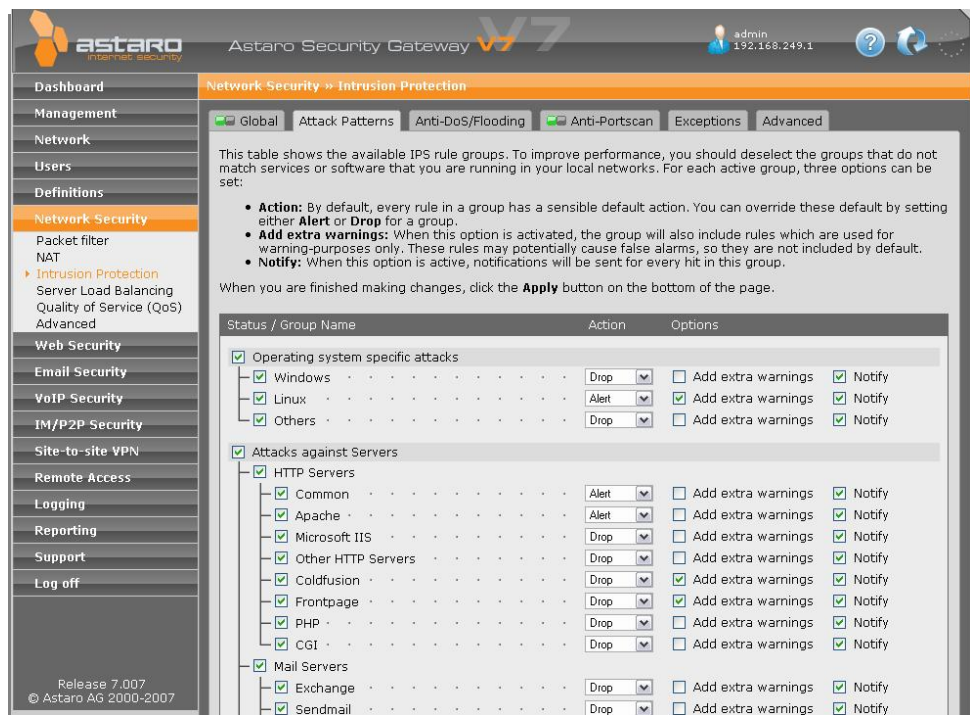 astaro
internet security
Astaro Security Gateway V7
admin
192.168.249.1
Dashboard
Management
Network
Users
Definitions
Network Security
Packet filter
NAT
Intrusion Protection
Server Load Balancing
Quality of Service (QoS)
Advanced
Web Security
Email Security
VoIP Security
IM/P2P Security
Site-to-site VPN
Remote Access
Logging
Reporting
Support
Log off
Release 7.007
© Astaro AG 2000-2007
Network Security » Intrusion Protection
Global Attack Patterns Anti-DoS/Flooding Anti-Portscan Exceptions Advanced
This table shows the available IPS rule groups. To improve performance, you should deselect the groups that do not
match services or software that you are running in your local networks. For each active group, three options can be
set:
• Action: By default, every rule in a group has a sensible default action. You can override these default by setting
either Alert or Drop for a group.
• Add extra warnings: When this option is activated, the group will also include rules which are used for
warning-purposes only. These rules may potentially cause false alarms, so they are not included by default.
• Notify: When this option is active, notifications will be sent for every hit in this group.
When you are finished making changes, click the Apply button on the bottom of the page.
Status / Group Name Action Options
Operating system specific attacks
Windows Drop Add extra warnings Notify
Linux Alert Add extra warnings Notify
Others Drop Add extra warnings Notify
Attacks against Servers
HTTP Servers
Common Alert Add extra warnings Notify
Apache Alert Add extra warnings Notify
Microsoft IIS Drop Add extra warnings Notify
Other HTTP Servers Drop Add extra warnings Notify
Coldfusion Drop Add extra warnings Notify
Frontpage Drop Add extra warnings Notify
PHP Drop Add extra warnings Notify
CGI Drop Add extra warnings Notify
Mail Servers
Exchange Drop Add extra warnings Notify
Sendmail Drop Add extra warnings Notify